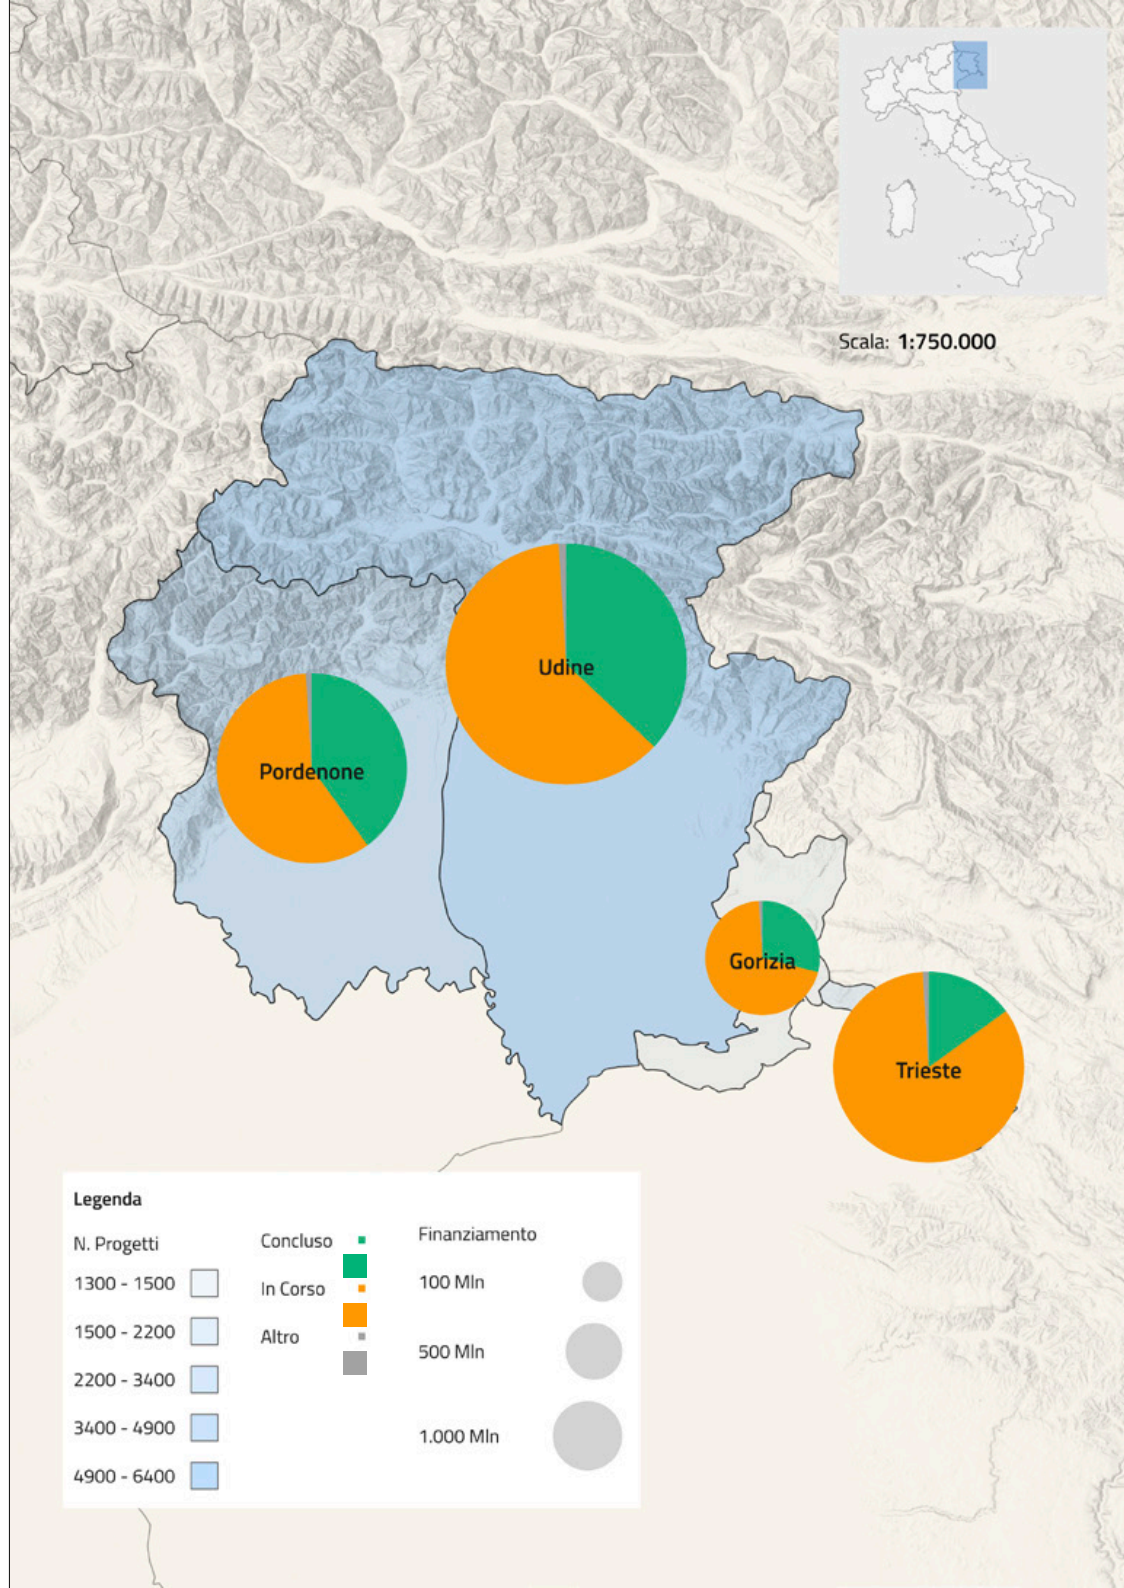 Scala: 1:750.000
Udine
Pordenone
Gorizia
Trieste
Legenda
N. Progetti
1300 - 1500
1500 - 2200
2200 - 3400
3400 - 4900
4900 - 6400
Concluso
In Corso
Altro
Finanziamento
100 Mln
500 Mln
1.000 Mln